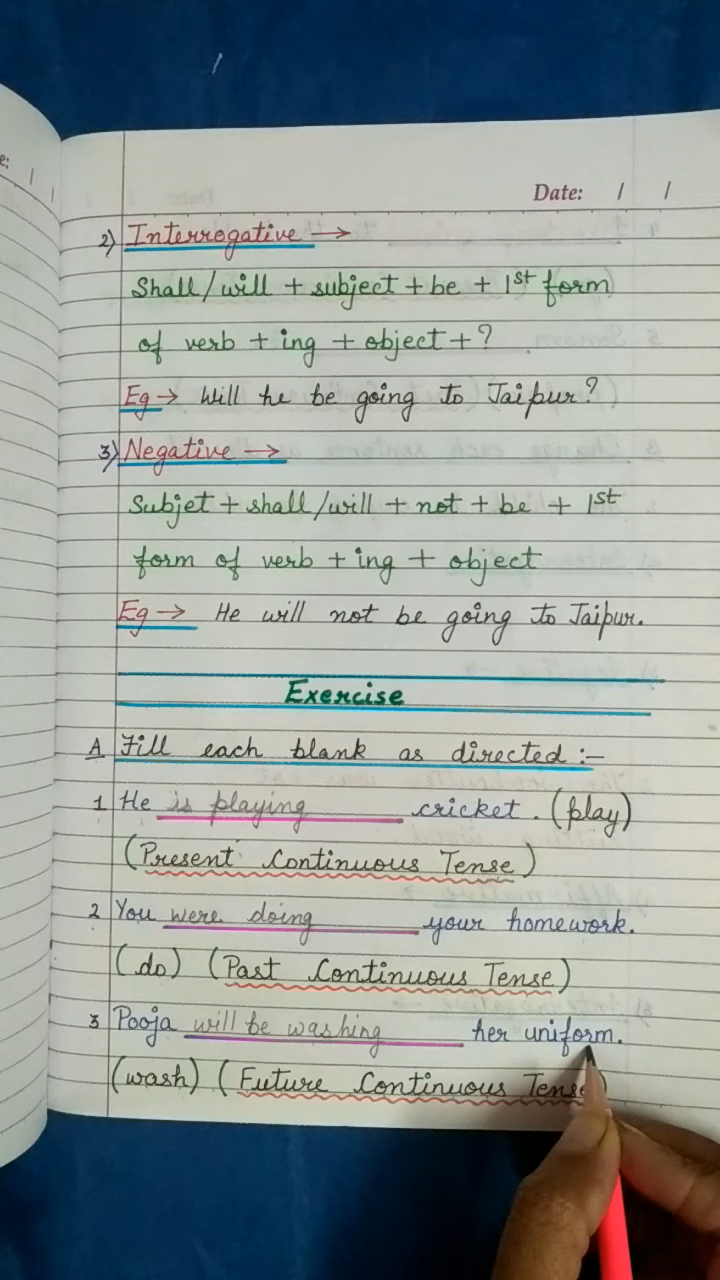 e: / /
Date: / /
2) Interrogative →
Shall/will + subject + be + 1st form
of verb + ing + object + ?
Eg → Will he be going to Jaipur?
3) Negative →
Subjet + shall/will + not + be + 1st
form of verb + ing + object
Eg → He will not be going to Jaipur.
Exercise
A Fill each blank as directed :-
1 He is playing cricket. (play)
(Present Continuous Tense)
2 You were doing your homework.
(do) (Past Continuous Tense)
3 Pooja will be washing her uniform.
(wash) (Future Continuous Tense)